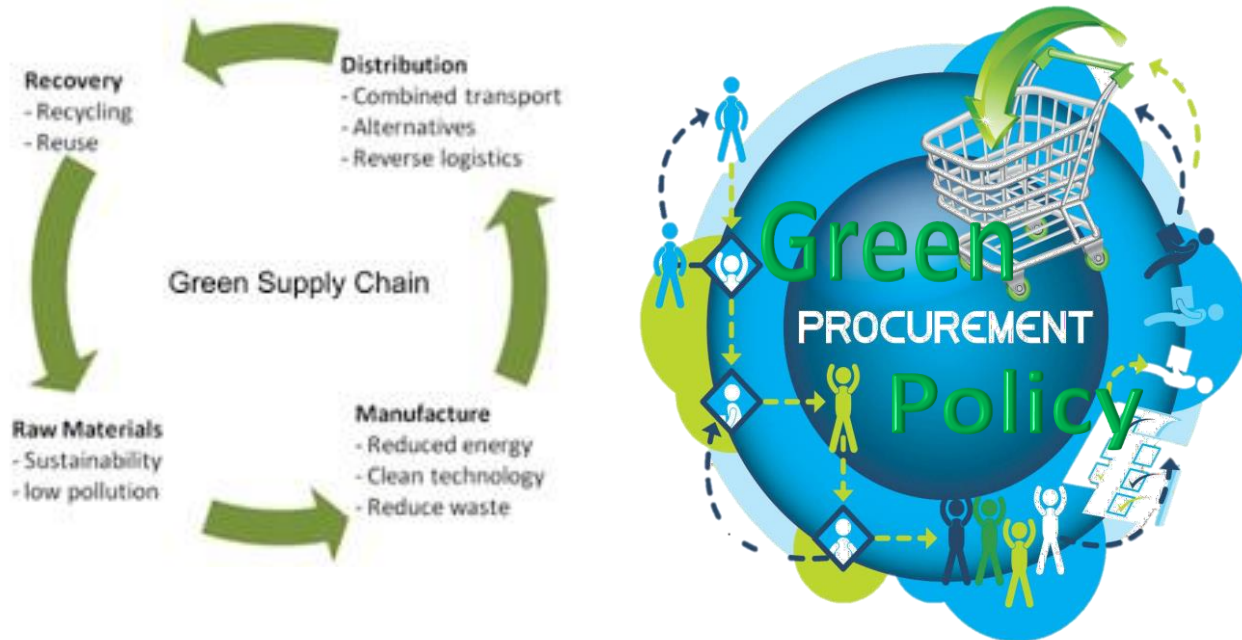 Recovery
- Recycling
- Reuse
Distribution
- Combined transport
- Alternatives
- Reverse logistics
Green Supply Chain
Raw Materials
- Sustainability
- low pollution
Manufacture
- Reduced energy
- Clean technology
- Reduce waste
Green
PROCUREMENT
Policy